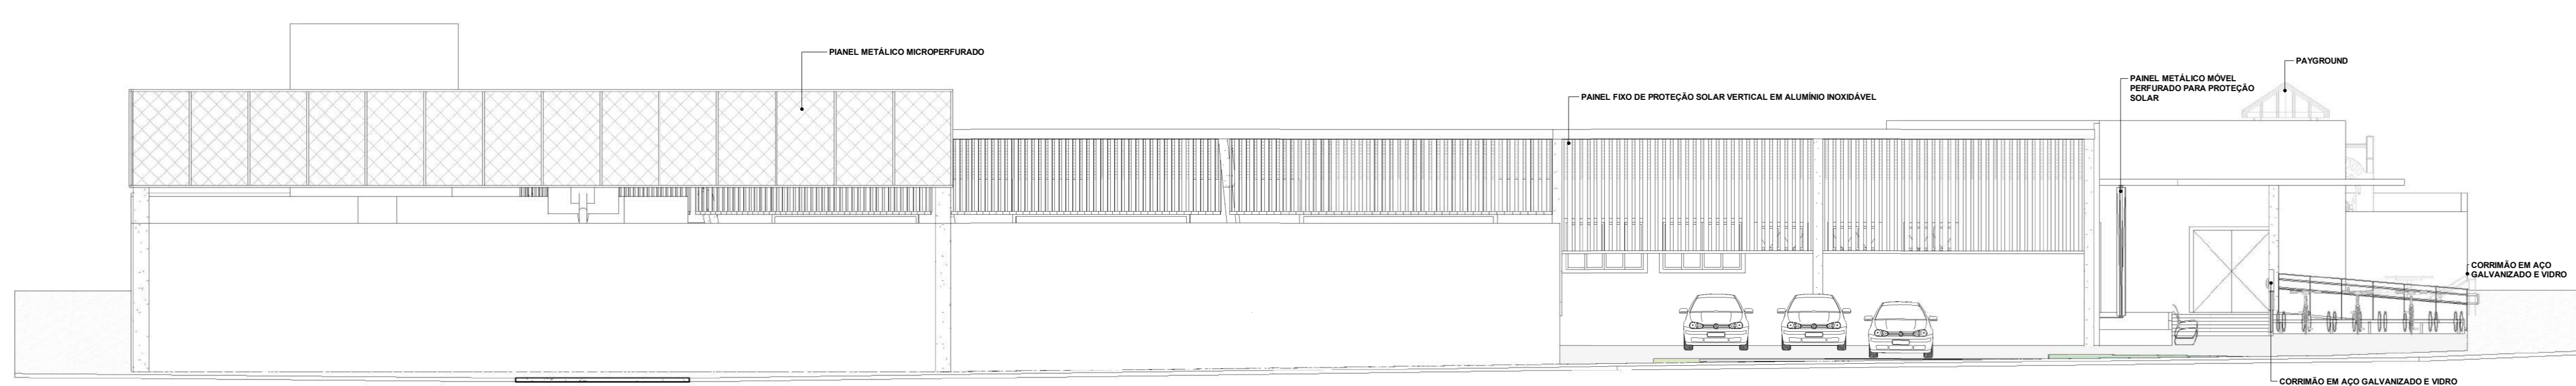 PIANEL METÁLICO MICROPERFURADO
PAINEL FIXO DE PROTEÇÃO SOLAR VERTICAL EM ALUMÍNIO INOXIDÁVEL
PAINEL METÁLICO MÓVEL
PERFURADO PARA PROTEÇÃO
SOLAR
PAYGROUND
CORRIMÃO EM AÇO
GALVANIZADO E VIDRO
CORRIMÃO EM AÇO GALVANIZADO E VIDRO